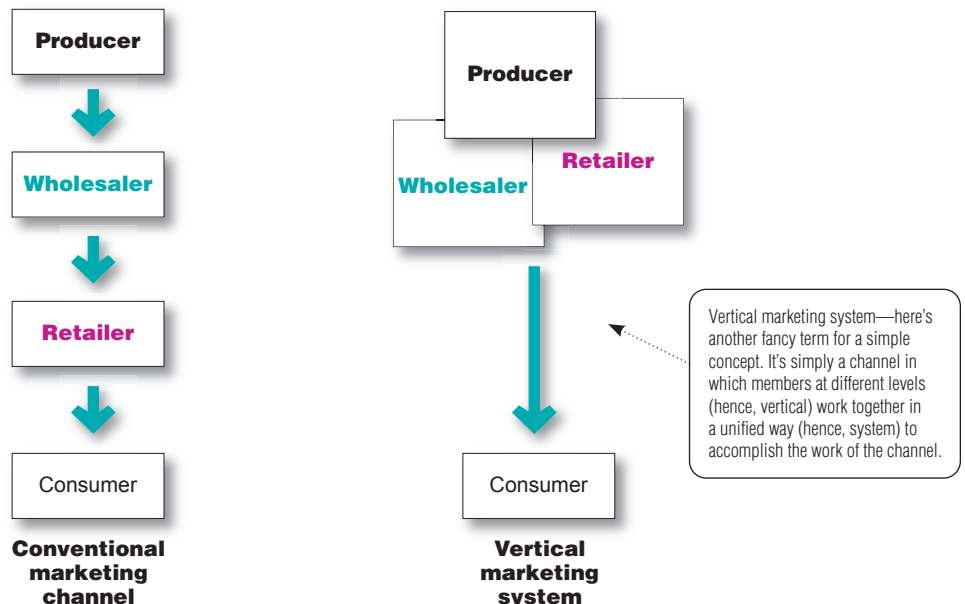 Producer
Wholesaler
Retailer
Consumer
Conventional
marketing
channel
Producer
Retailer
Wholesaler
Consumer
Vertical
marketing
system
Vertical marketing system—here's
another fancy term for a simple
concept. It's simply a channel in
which members at different levels
(hence, vertical) work together in
a unified way (hence, system) to
accomplish the work of the channel.